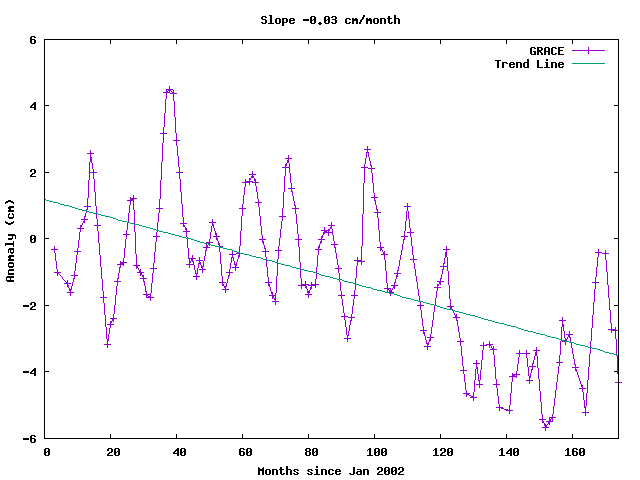 Slope -0.03 cm/month
GRACE
Trend Line
6
4
2
0
-2
-4
-6
Anomaly (cm)
0 20 40 60 80 100 120 140 160
Months since Jan 2002